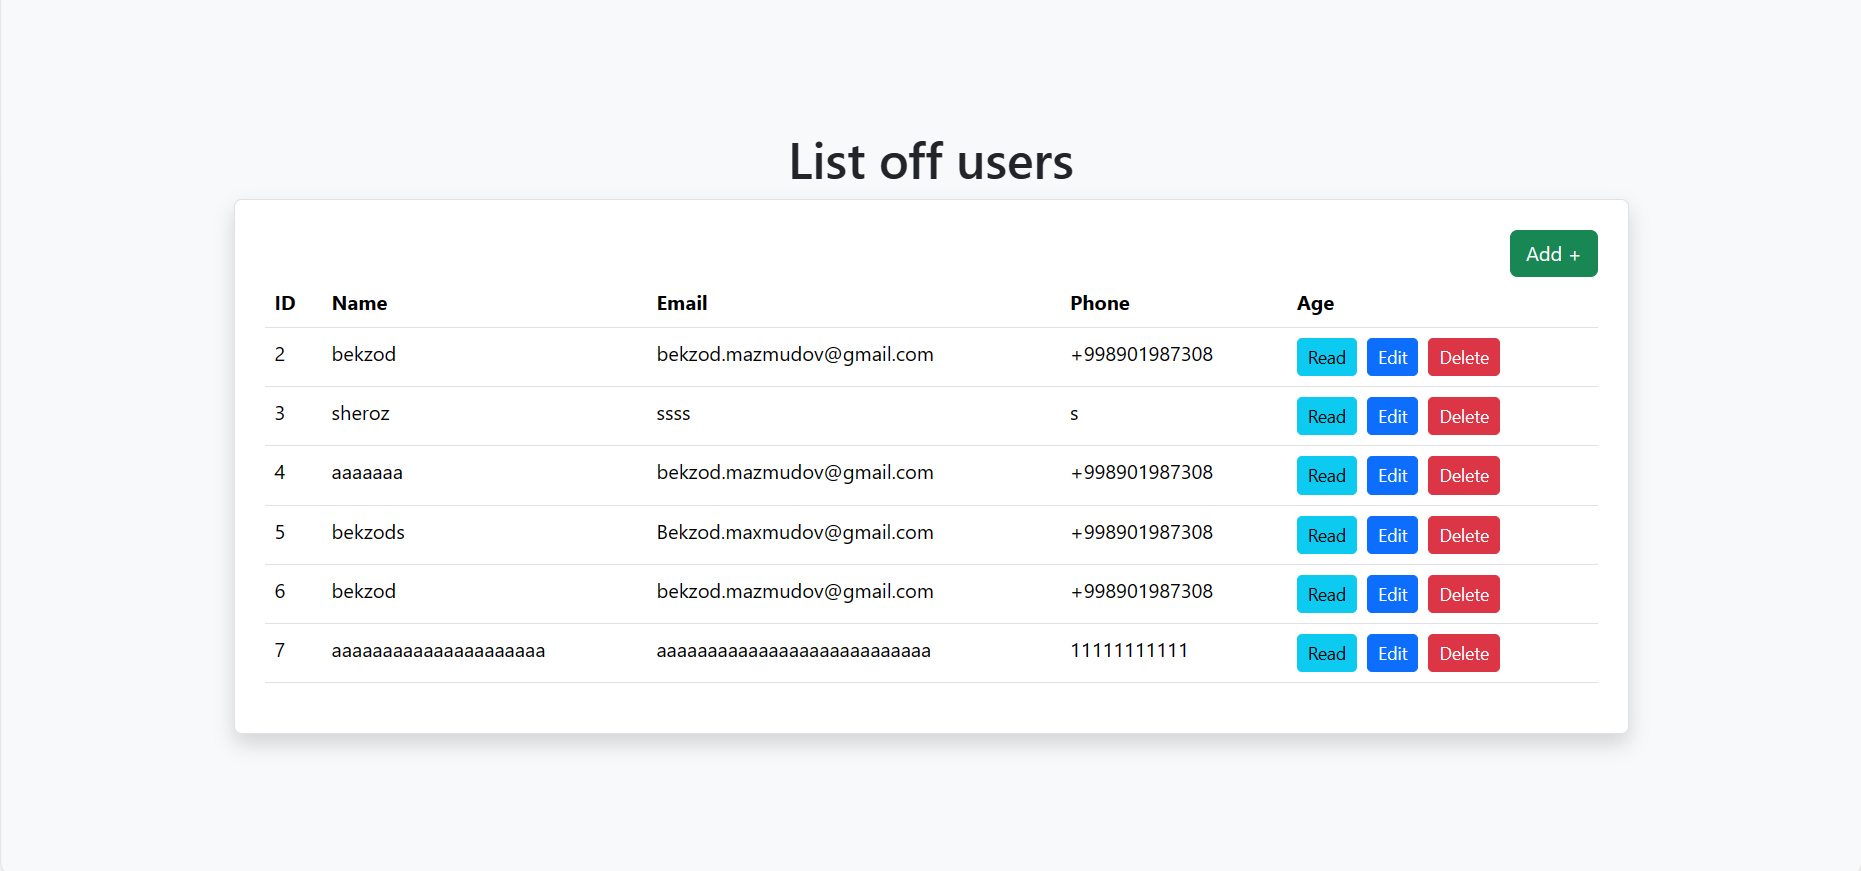 List off users
Add +
ID Name Email Phone Age
2 bekzod bekzod.mazmudov@gmail.com +998901987308 Read Edit Delete
3 sheroz ssss s Read Edit Delete
4 aaaaaaa bekzod.mazmudov@gmail.com +998901987308 Read Edit Delete
5 bekzods Bekzod.maxmudov@gmail.com +998901987308 Read Edit Delete
6 bekzod bekzod.mazmudov@gmail.com +998901987308 Read Edit Delete
7 aaaaaaaaaaaaaaaaaaaaa aaaaaaaaaaaaaaaaaaaaaaaaaaa 11111111111 Read Edit Delete